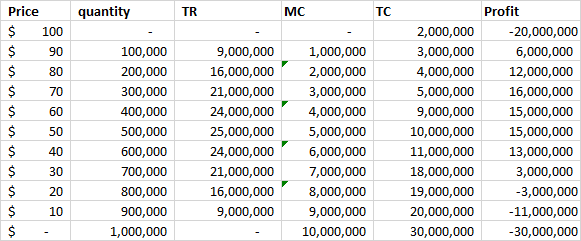 Price quantity TR MC TC Profit
$ 100 - - - 2,000,000 -20,000,000
$ 90 100,000 9,000,000 1,000,000 3,000,000 6,000,000
$ 80 200,000 16,000,000 2,000,000 4,000,000 12,000,000
$ 70 300,000 21,000,000 3,000,000 5,000,000 16,000,000
$ 60 400,000 24,000,000 4,000,000 9,000,000 15,000,000
$ 50 500,000 25,000,000 5,000,000 10,000,000 15,000,000
$ 40 600,000 24,000,000 6,000,000 11,000,000 13,000,000
$ 30 700,000 21,000,000 7,000,000 18,000,000 3,000,000
$ 20 800,000 16,000,000 8,000,000 19,000,000 -3,000,000
$ 10 900,000 9,000,000 9,000,000 20,000,000 -11,000,000
$ - 1,000,000 - 10,000,000 30,000,000 -30,000,000